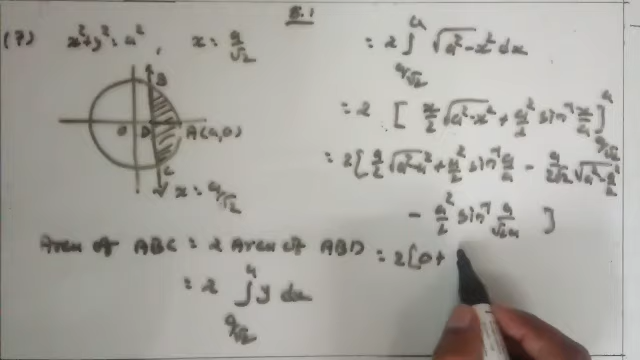 8.1
(7) x²+y²=a², x = a/√2
B
O D A(a,0)
C
x = a/√2
Area of ABC = 2 Area of ABD
= 2 ∫_{a/√2}^{a} y dx
= 2 ∫_{a/√2}^{a} √a²-x² dx
= 2 [ x/2 √a²-x² + a²/2 sin⁻¹ x/a ]_{a/√2}^{a}
= 2[ a/2 √a²-a² + a²/2 sin⁻¹ a/a - a/2√2 √a²-a²/2
- a²/2 sin⁻¹ a/√2a ]
= 2[0+